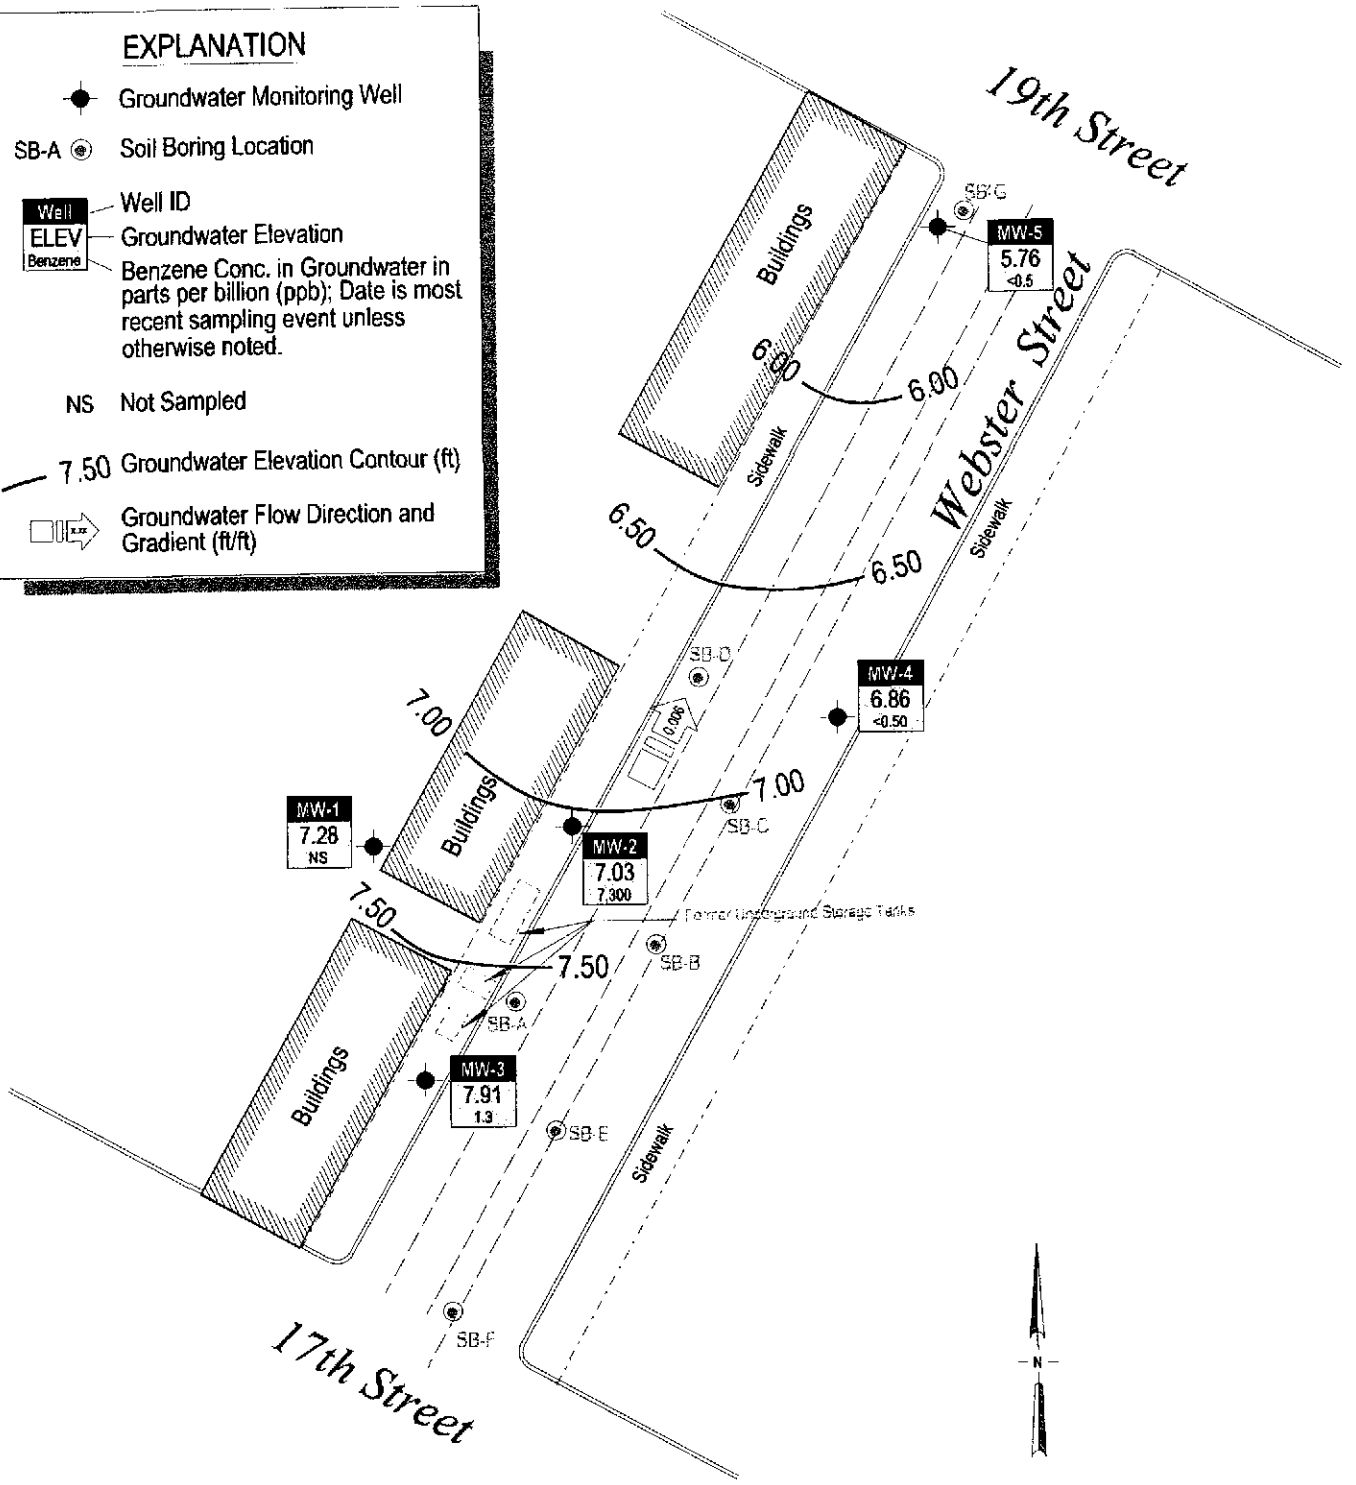 EXPLANATION
Groundwater Monitoring Well
SB-A Soil Boring Location
Well
ELEV
Benzene
Well ID
Groundwater Elevation
Benzene Conc. in Groundwater in
parts per billion (ppb); Date is most
recent sampling event unless
otherwise noted.
NS Not Sampled
7.50 Groundwater Elevation Contour (ft)
x.xx
Groundwater Flow Direction and
Gradient (ft/ft)
19th Street
SB-G
MW-5
5.76
<0.5
Buildings
Webster Street
6.00
6.00
Sidewalk
Sidewalk
6.50
6.50
SB-D
MW-4
6.86
<0.50
7.00
0.006
7.00
SB-C
Buildings
MW-1
7.28
NS
MW-2
7.03
7,300
7.50
Former Underground Storage Tanks
7.50
SB-B
SB-A
MW-3
7.91
1.3
Buildings
SB-E
Sidewalk
SB-F
17th Street
N